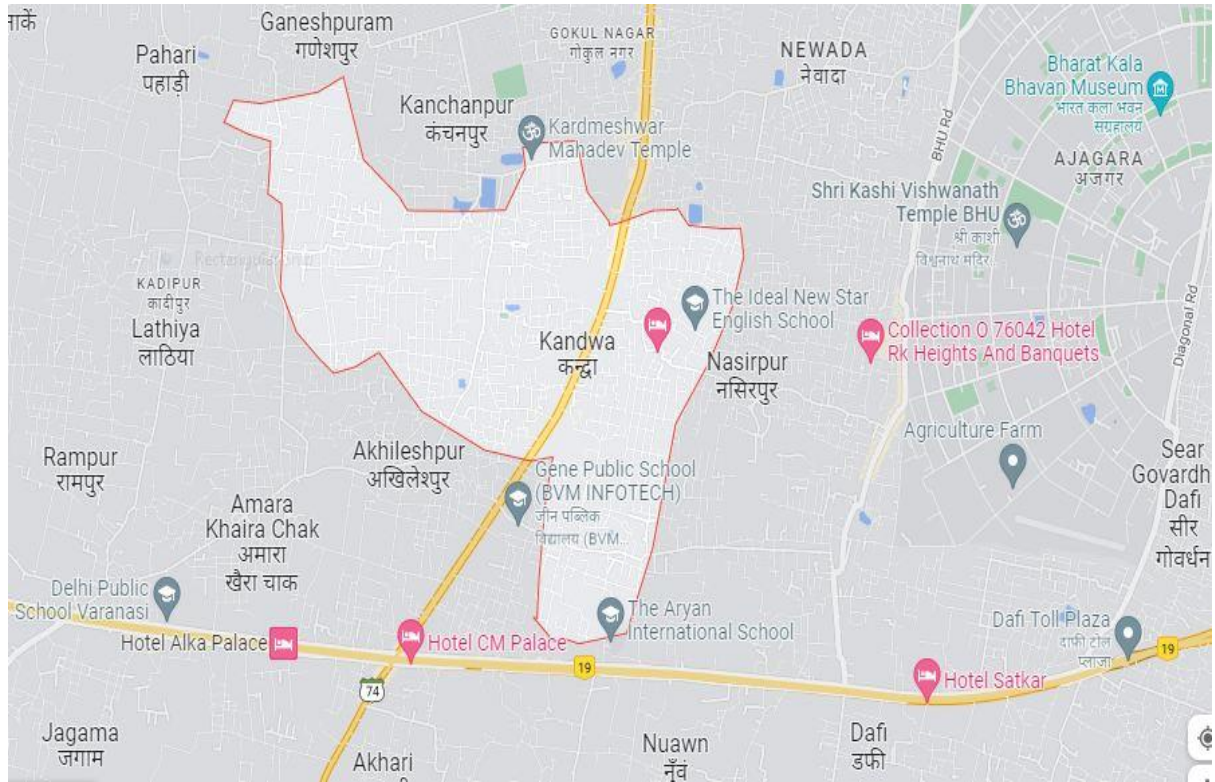 नाकें
Ganeshpuram
गणेशपुर
Pahari
पहाड़ी
GOKUL NAGAR
गोकुल नगर
NEWADA
नेवादा
Kanchanpur
कंचनपुर
Kardmeshwar
Mahadev Temple
BHU Rd
Bharat Kala
Bhavan Museum
भारत कला भवन
संग्रहालय
AJAGARA
अजगर
Shri Kashi Vishwanath
Temple BHU
श्री काशी
विश्वनाथ मंदिर...
KADIPUR
कादीपुर
Lathiya
लाठिया
The Ideal New Star
English School
Diagonal Rd
Kandwa
कन्द्वा
Nasirpur
नसिरपुर
Collection O 76042 Hotel
Rk Heights And Banquets
Agriculture Farm
Rampur
रामपुर
Akhileshpur
अखिलेश्पुर
Gene Public School
(BVM INFOTECH)
जीन पब्लिक
विद्यालय (BVM...
Sear
Govardh
Dafi
सीर
गोवर्धन
Amara
Khaira Chak
अमारा
खैरा चाक
Delhi Public
School Varanasi
The Aryan
International School
Dafi Toll Plaza
दाफी टोल
प्लाजा
Hotel Alka Palace
Hotel CM Palace
19
19
74
Hotel Satkar
Jagama
जगाम
Akhari
Nuawn
नुँव
Dafi
डफी